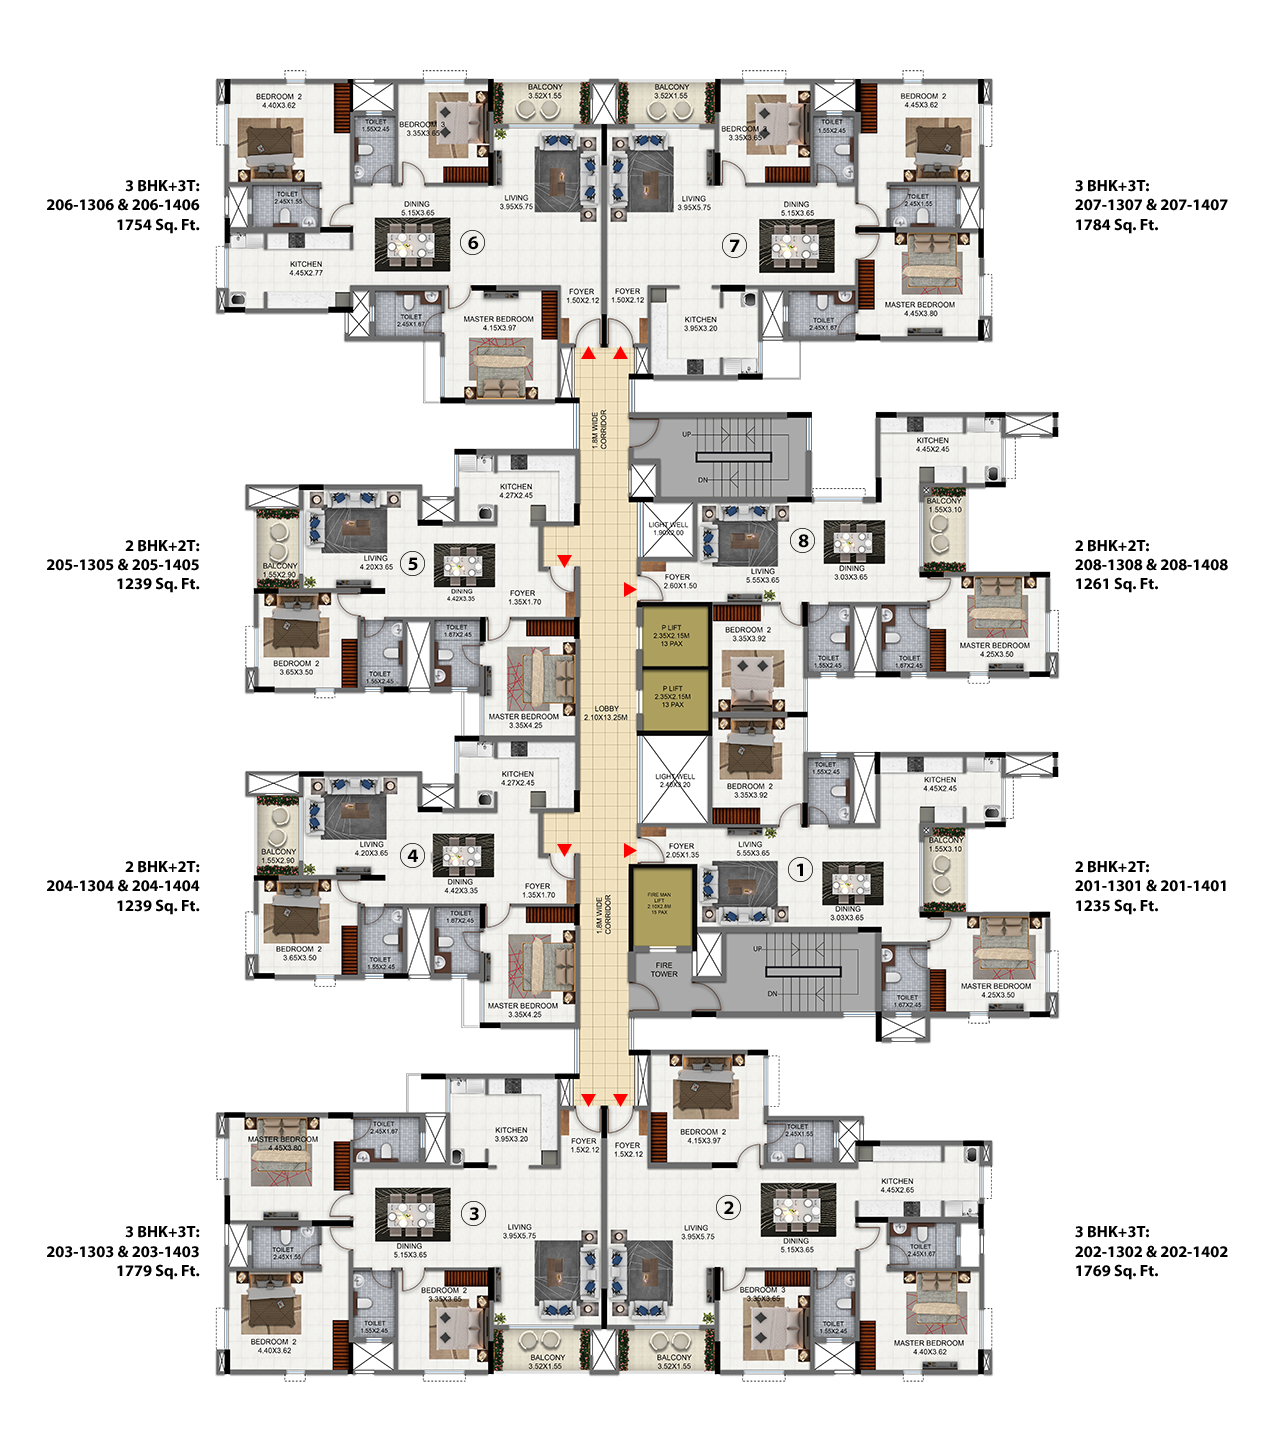 3 BHK+3T:
206-1306 & 206-1406
1754 Sq. Ft.
BEDROOM 2
4.40X3.62
TOILET
1.55X2.45
BEDROOM 3
3.35X3.65
BALCONY
3.52X1.55
TOILET
2.45X1.55
DINING
5.15X3.65
LIVING
3.95X5.75
6
KITCHEN
4.45X2.77
TOILET
2.45X1.67
MASTER BEDROOM
4.15X3.97
FOYER
1.50X2.12
3 BHK+3T:
207-1307 & 207-1407
1784 Sq. Ft.
BALCONY
3.52X1.55
BEDROOM 3
3.35X3.65
TOILET
1.55X2.45
BEDROOM 2
4.45X3.62
LIVING
3.95X5.75
DINING
5.15X3.65
TOILET
2.45X1.55
7
FOYER
1.50X2.12
KITCHEN
3.95X3.20
TOILET
2.45X1.67
MASTER BEDROOM
4.45X3.80
1.8M WIDE
CORRIDOR
UP
DN
2 BHK+2T:
205-1305 & 205-1405
1239 Sq. Ft.
KITCHEN
4.27X2.45
LIVING
4.20X3.65
5
BALCONY
1.55X2.90
DINING
4.42X3.35
FOYER
1.35X1.70
BEDROOM 2
3.65X3.50
TOILET
1.55X2.45
TOILET
1.67X2.45
MASTER BEDROOM
3.35X4.25
2 BHK+2T:
208-1308 & 208-1408
1261 Sq. Ft.
KITCHEN
4.45X2.45
BALCONY
1.55X3.10
LIGHT WELL
1.90X2.00
8
LIVING
5.55X3.65
DINING
3.03X3.65
FOYER
2.60X1.50
P LIFT
2.35X2.15M
13 PAX
BEDROOM 2
3.35X3.92
TOILET
1.55X2.45
TOILET
1.67X2.45
MASTER BEDROOM
4.25X3.50
P LIFT
2.35X2.15M
13 PAX
LOBBY
2.10X13.25M
LIGHT WELL
2.40X3.20
2 BHK+2T:
204-1304 & 204-1404
1239 Sq. Ft.
KITCHEN
4.27X2.45
LIVING
4.20X3.65
4
BALCONY
1.55X2.90
DINING
4.42X3.35
FOYER
1.35X1.70
BEDROOM 2
3.65X3.50
TOILET
1.55X2.45
TOILET
1.67X2.45
MASTER BEDROOM
3.35X4.25
2 BHK+2T:
201-1301 & 201-1401
1235 Sq. Ft.
BEDROOM 2
3.35X3.92
TOILET
1.55X2.45
KITCHEN
4.45X2.45
BALCONY
1.55X3.10
FOYER
2.05X1.35
LIVING
5.55X3.65
1
DINING
3.03X3.65
FIRE MAN
LIFT
2.10X2.8M
15 PAX
1.8M WIDE
CORRIDOR
FIRE
TOWER
UP
DN
TOILET
1.67X2.45
MASTER BEDROOM
4.25X3.50
3 BHK+3T:
203-1303 & 203-1403
1779 Sq. Ft.
MASTER BEDROOM
4.45X3.80
TOILET
2.45X1.67
KITCHEN
3.95X3.20
FOYER
1.5X2.12
3
LIVING
3.95X5.75
DINING
5.15X3.65
TOILET
2.45X1.55
BEDROOM 2
4.40X3.62
TOILET
1.55X2.45
BEDROOM 2
3.35X3.65
BALCONY
3.52X1.55
3 BHK+3T:
202-1302 & 202-1402
1769 Sq. Ft.
FOYER
1.5X2.12
BEDROOM 2
4.15X3.97
TOILET
2.45X1.55
KITCHEN
4.45X2.65
2
LIVING
3.95X5.75
DINING
5.15X3.65
TOILET
2.45X1.67
BEDROOM 3
3.35X3.65
TOILET
1.55X2.45
MASTER BEDROOM
4.40X3.62
BALCONY
3.52X1.55